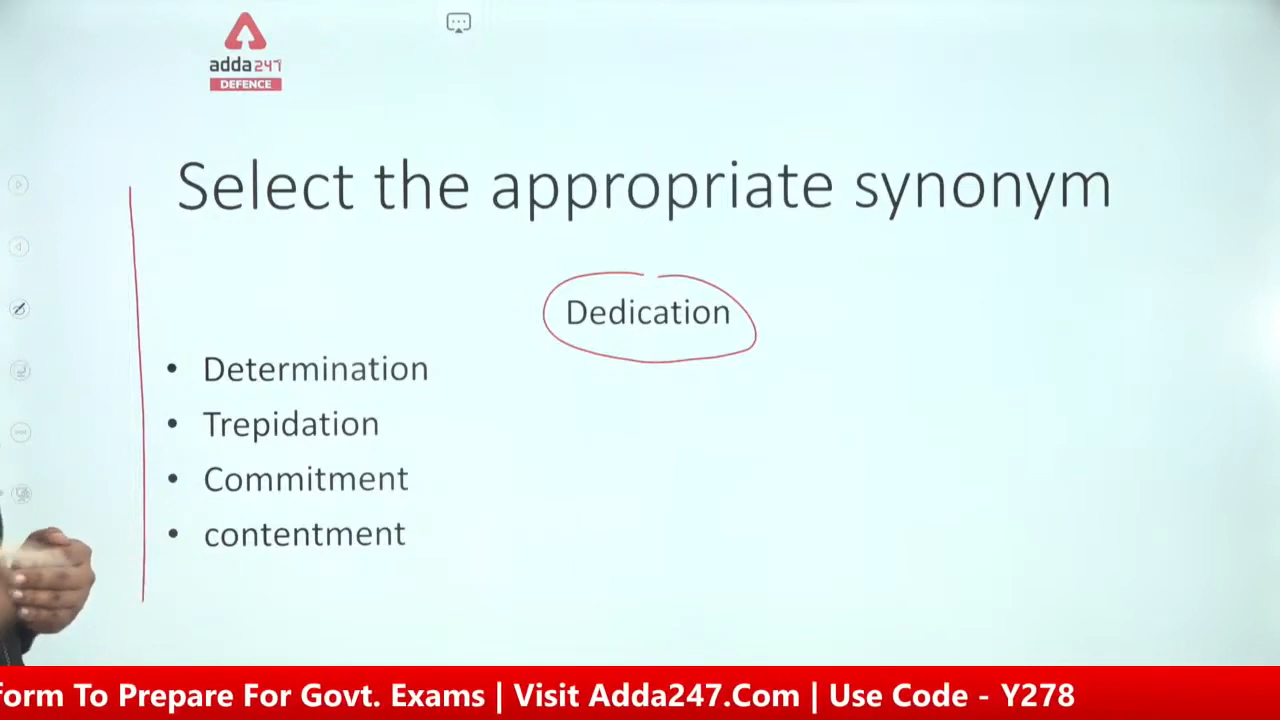 adda247
DEFENCE
Select the appropriate synonym
Dedication
• Determination
• Trepidation
• Commitment
• contentment
form To Prepare For Govt. Exams | Visit Adda247.Com | Use Code - Y278